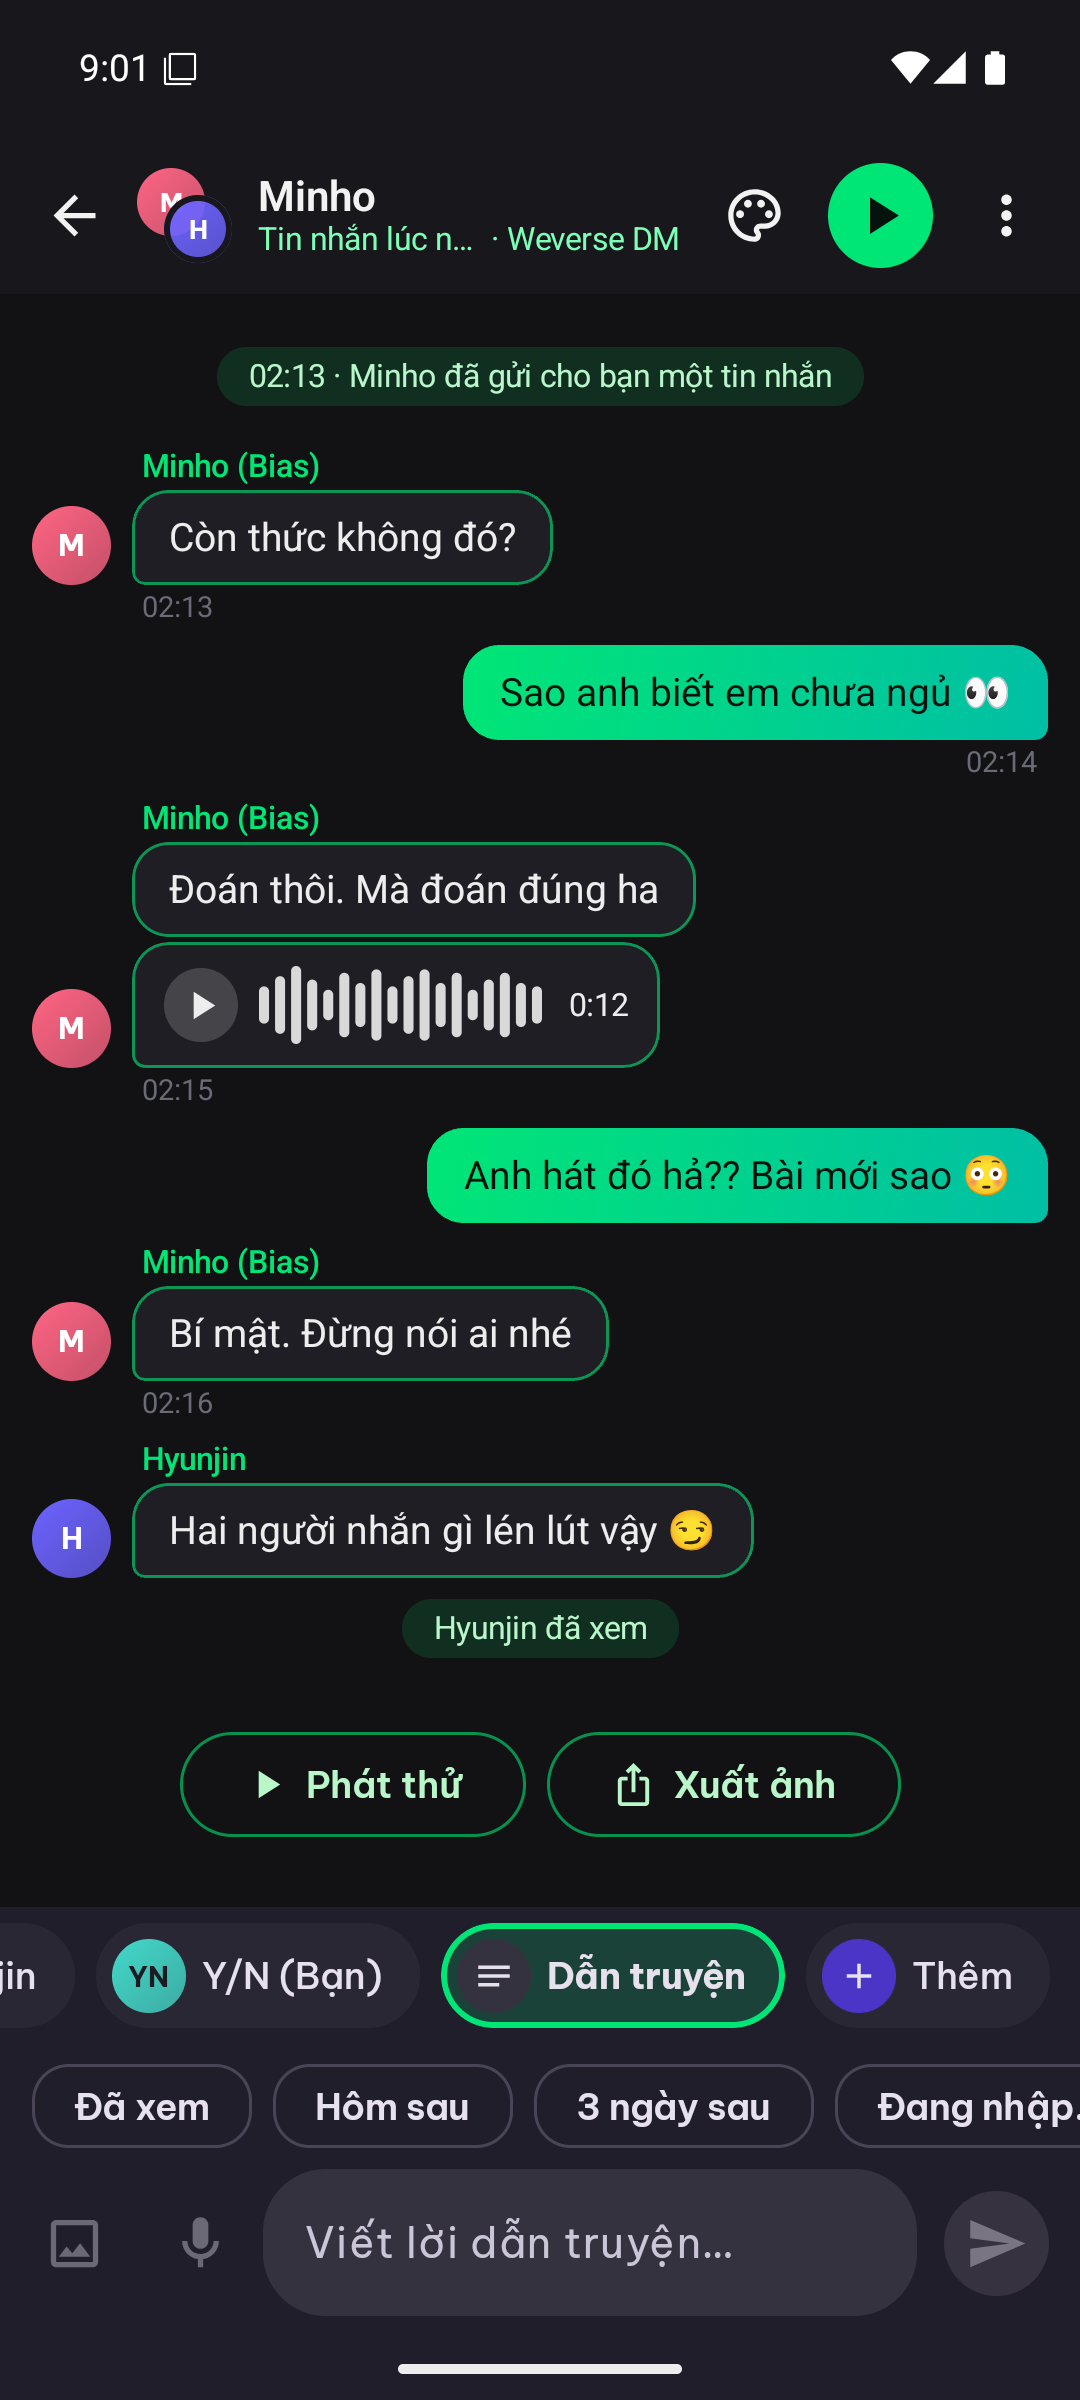 9:01
M
H
Minho
Tin nhắn lúc n... · Weverse DM
02:13 · Minho đã gửi cho bạn một tin nhắn
Minho (Bias)
M
Còn thức không đó?
02:13
Sao anh biết em chưa ngủ 👀
02:14
Minho (Bias)
Đoán thôi. Mà đoán đúng ha
M
0:12
02:15
Anh hát đó hả?? Bài mới sao 😳
Minho (Bias)
M
Bí mật. Đừng nói ai nhé
02:16
Hyunjin
H
Hai người nhắn gì lén lút vậy 😏
Hyunjin đã xem
Phát thử
Xuất ảnh
jin
YN
Y/N (Bạn)
Dẫn truyện
Thêm
Đã xem
Hôm sau
3 ngày sau
Đang nhập.
Viết lời dẫn truyện...